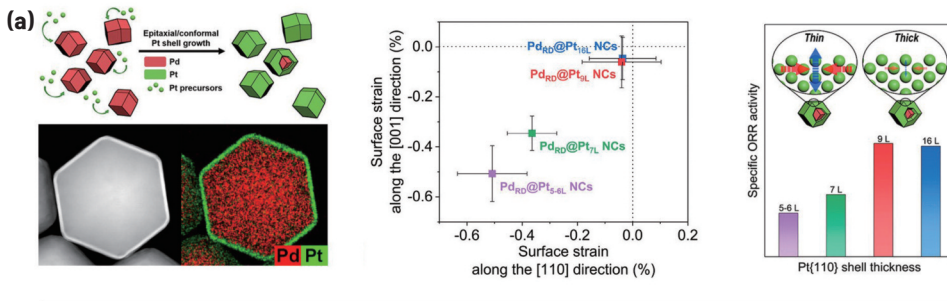 (a)
Epitaxial/conformal
Pt shell growth
Pd
Pt
Pt precursors
Pd Pt
Surface strain
along the [001] direction (%)
0.0
-0.2
-0.4
-0.6
PdRD@Pt16L NCs
PdRD@Pt9L NCs
PdRD@Pt7L NCs
PdRD@Pt5-6L NCs
-0.6 -0.4 -0.2 0.0 0.2
Surface strain
along the [110] direction (%)
Thin Thick
Specific ORR activity
5-6 L
7 L
9 L
16 L
Pt{110} shell thickness